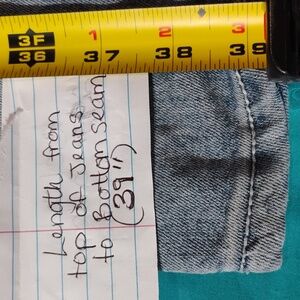 3F 1 2 3
36 37 38 39
Length from
top of Jeans
to Bottom seam
(39")